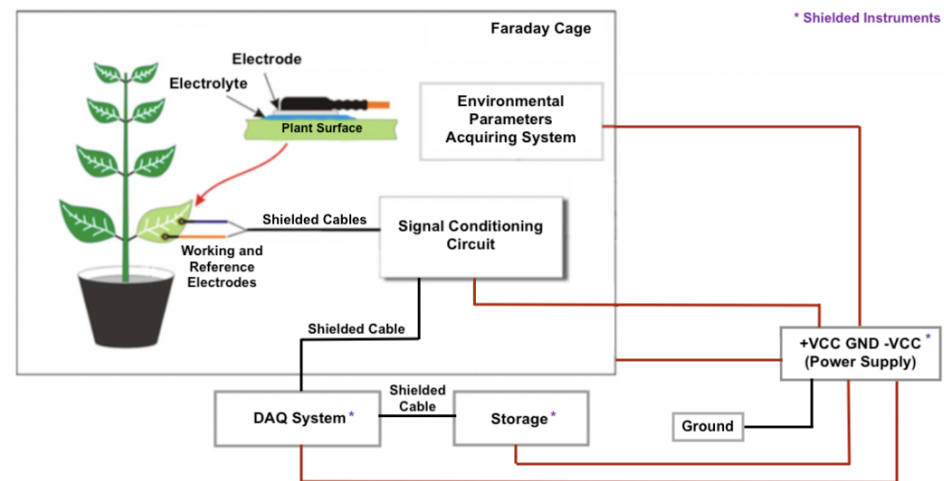 * Shielded Instruments
Faraday Cage
Electrode
Electrolyte
Plant Surface
Environmental
Parameters
Acquiring System
Shielded Cables
Signal Conditioning
Circuit
Working and
Reference
Electrodes
Shielded Cable
+VCC GND -VCC *
(Power Supply)
Shielded
Cable
DAQ System *
Storage *
Ground